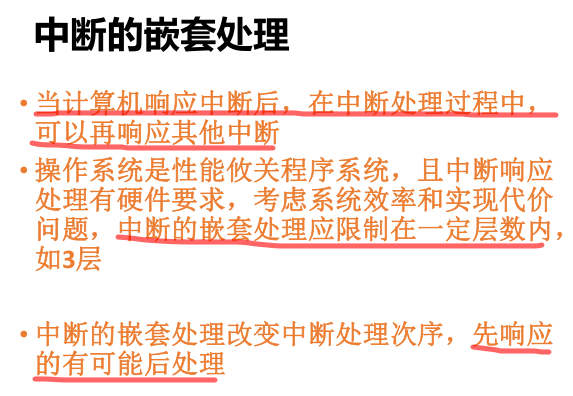 中断的嵌套处理
• 当计算机响应中断后，在中断处理过程中，
可以再响应其他中断
• 操作系统是性能攸关程序系统，且中断响应
处理有硬件要求，考虑系统效率和实现代价
问题，中断的嵌套处理应限制在一定层数内，
如3层
• 中断的嵌套处理改变中断处理次序，先响应
的有可能后处理